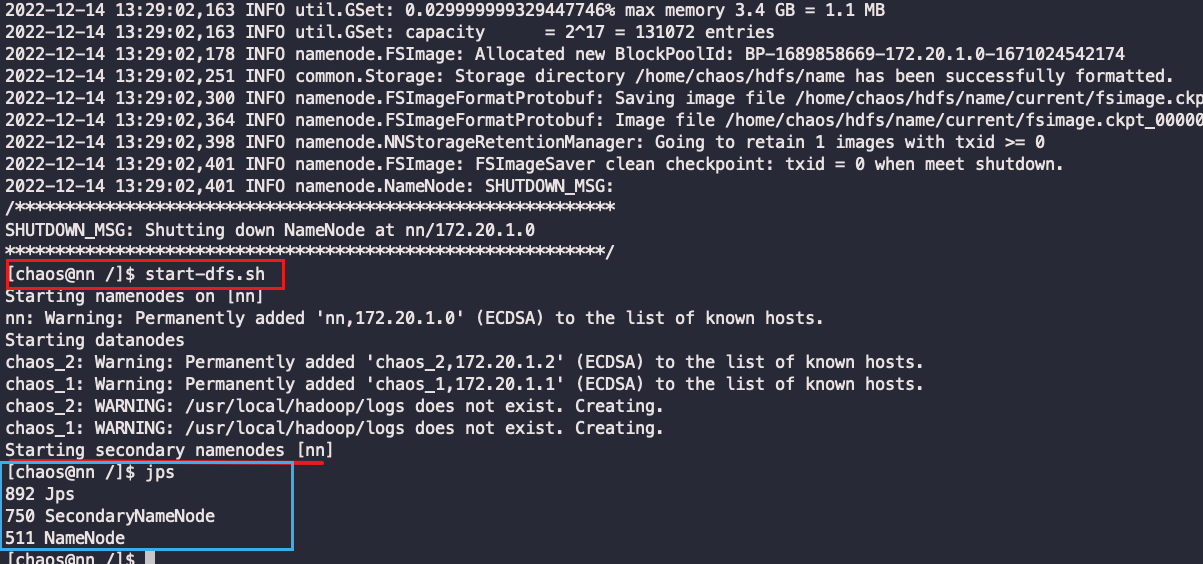 2022-12-14 13:29:02,163 INFO util.GSet: 0.029999999329447746% max memory 3.4 GB = 1.1 MB
2022-12-14 13:29:02,163 INFO util.GSet: capacity      = 2^17 = 131072 entries
2022-12-14 13:29:02,178 INFO namenode.FSImage: Allocated new BlockPoolId: BP-1689858669-172.20.1.0-1671024542174
2022-12-14 13:29:02,251 INFO common.Storage: Storage directory /home/chaos/hdfs/name has been successfully formatted.
2022-12-14 13:29:02,300 INFO namenode.FSImageFormatProtobuf: Saving image file /home/chaos/hdfs/name/current/fsimage.ckp
2022-12-14 13:29:02,364 INFO namenode.FSImageFormatProtobuf: Image file /home/chaos/hdfs/name/current/fsimage.ckpt_00000
2022-12-14 13:29:02,398 INFO namenode.NNStorageRetentionManager: Going to retain 1 images with txid >= 0
2022-12-14 13:29:02,401 INFO namenode.FSImage: FSImageSaver clean checkpoint: txid = 0 when meet shutdown.
2022-12-14 13:29:02,401 INFO namenode.NameNode: SHUTDOWN_MSG:
/************************************************************
SHUTDOWN_MSG: Shutting down NameNode at nn/172.20.1.0
************************************************************/
[chaos@nn /]$ start-dfs.sh
Starting namenodes on [nn]
nn: Warning: Permanently added 'nn,172.20.1.0' (ECDSA) to the list of known hosts.
Starting datanodes
chaos_2: Warning: Permanently added 'chaos_2,172.20.1.2' (ECDSA) to the list of known hosts.
chaos_1: Warning: Permanently added 'chaos_1,172.20.1.1' (ECDSA) to the list of known hosts.
chaos_2: WARNING: /usr/local/hadoop/logs does not exist. Creating.
chaos_1: WARNING: /usr/local/hadoop/logs does not exist. Creating.
Starting secondary namenodes [nn]
[chaos@nn /]$ jps
892 Jps
750 SecondaryNameNode
511 NameNode
[chaos@nn /]$